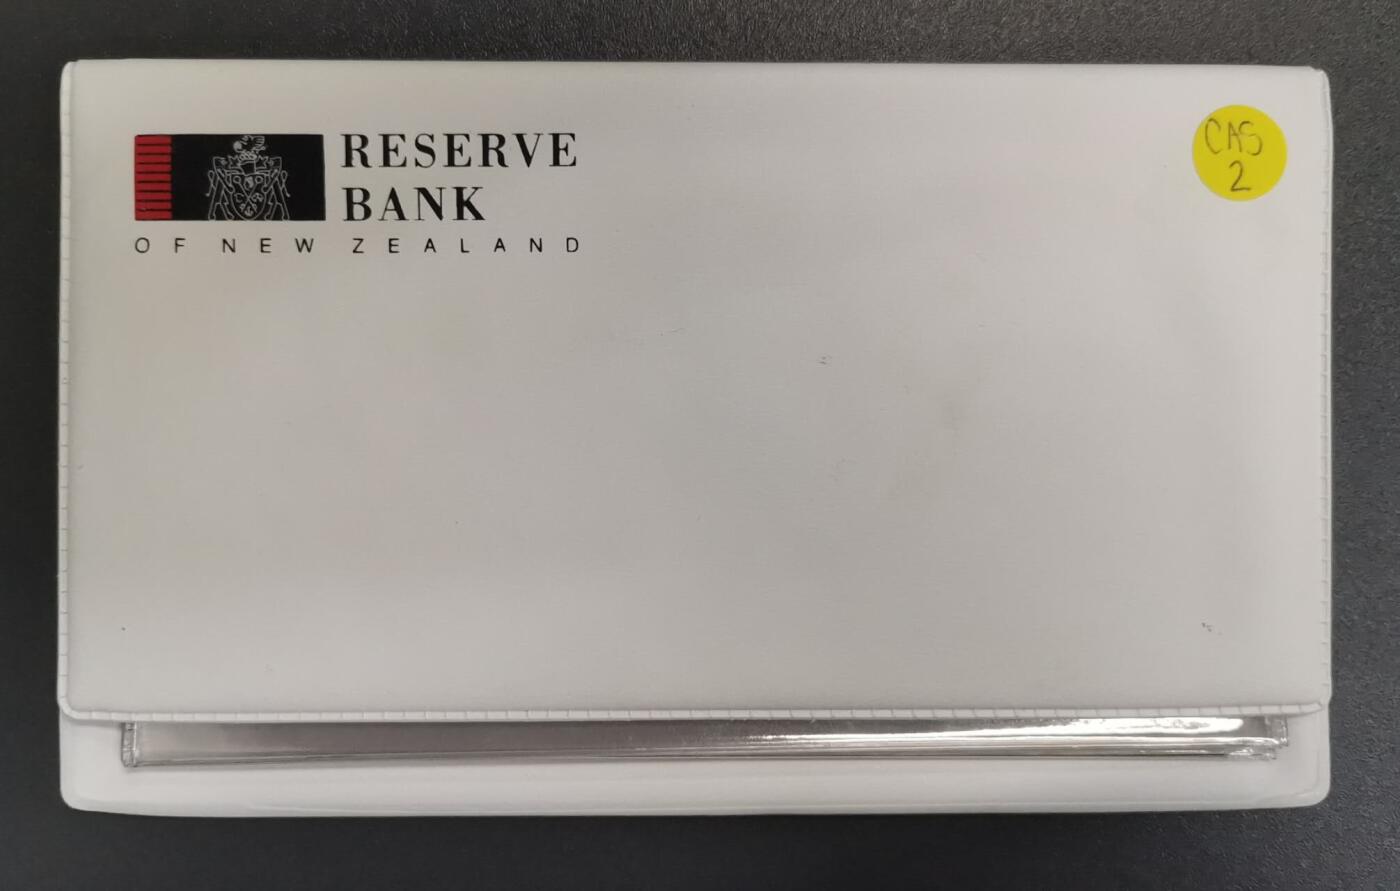 RESERVE
BANK
OF NEW ZEALAND
CAS
2